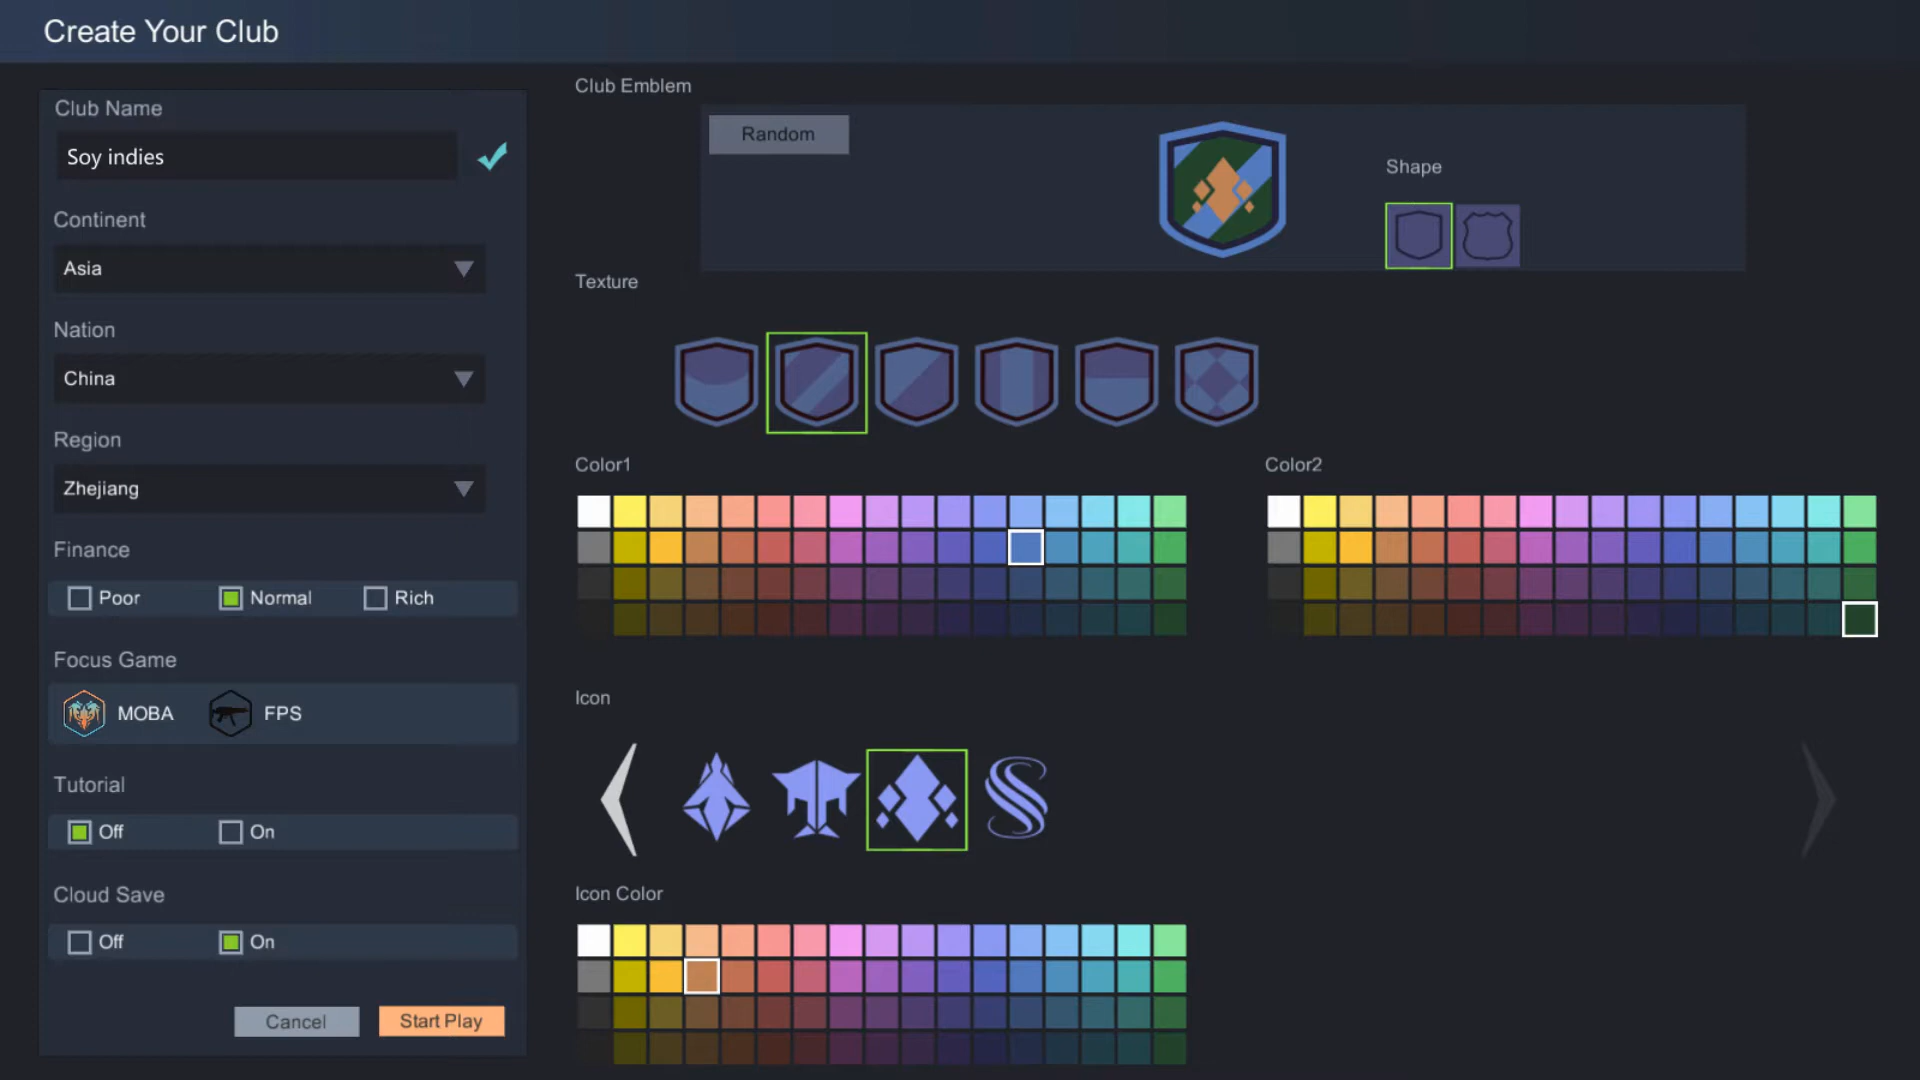 Create Your Club
Club Name
Soy indies
Continent
Asia
Nation
China
Region
Zhejiang
Finance
Poor
Normal
Rich
Focus Game
MOBA
FPS
Tutorial
Off
On
Cloud Save
Off
On
Cancel
Start Play
Club Emblem
Random
Shape
Texture
Color1
Color2
Icon
Icon Color